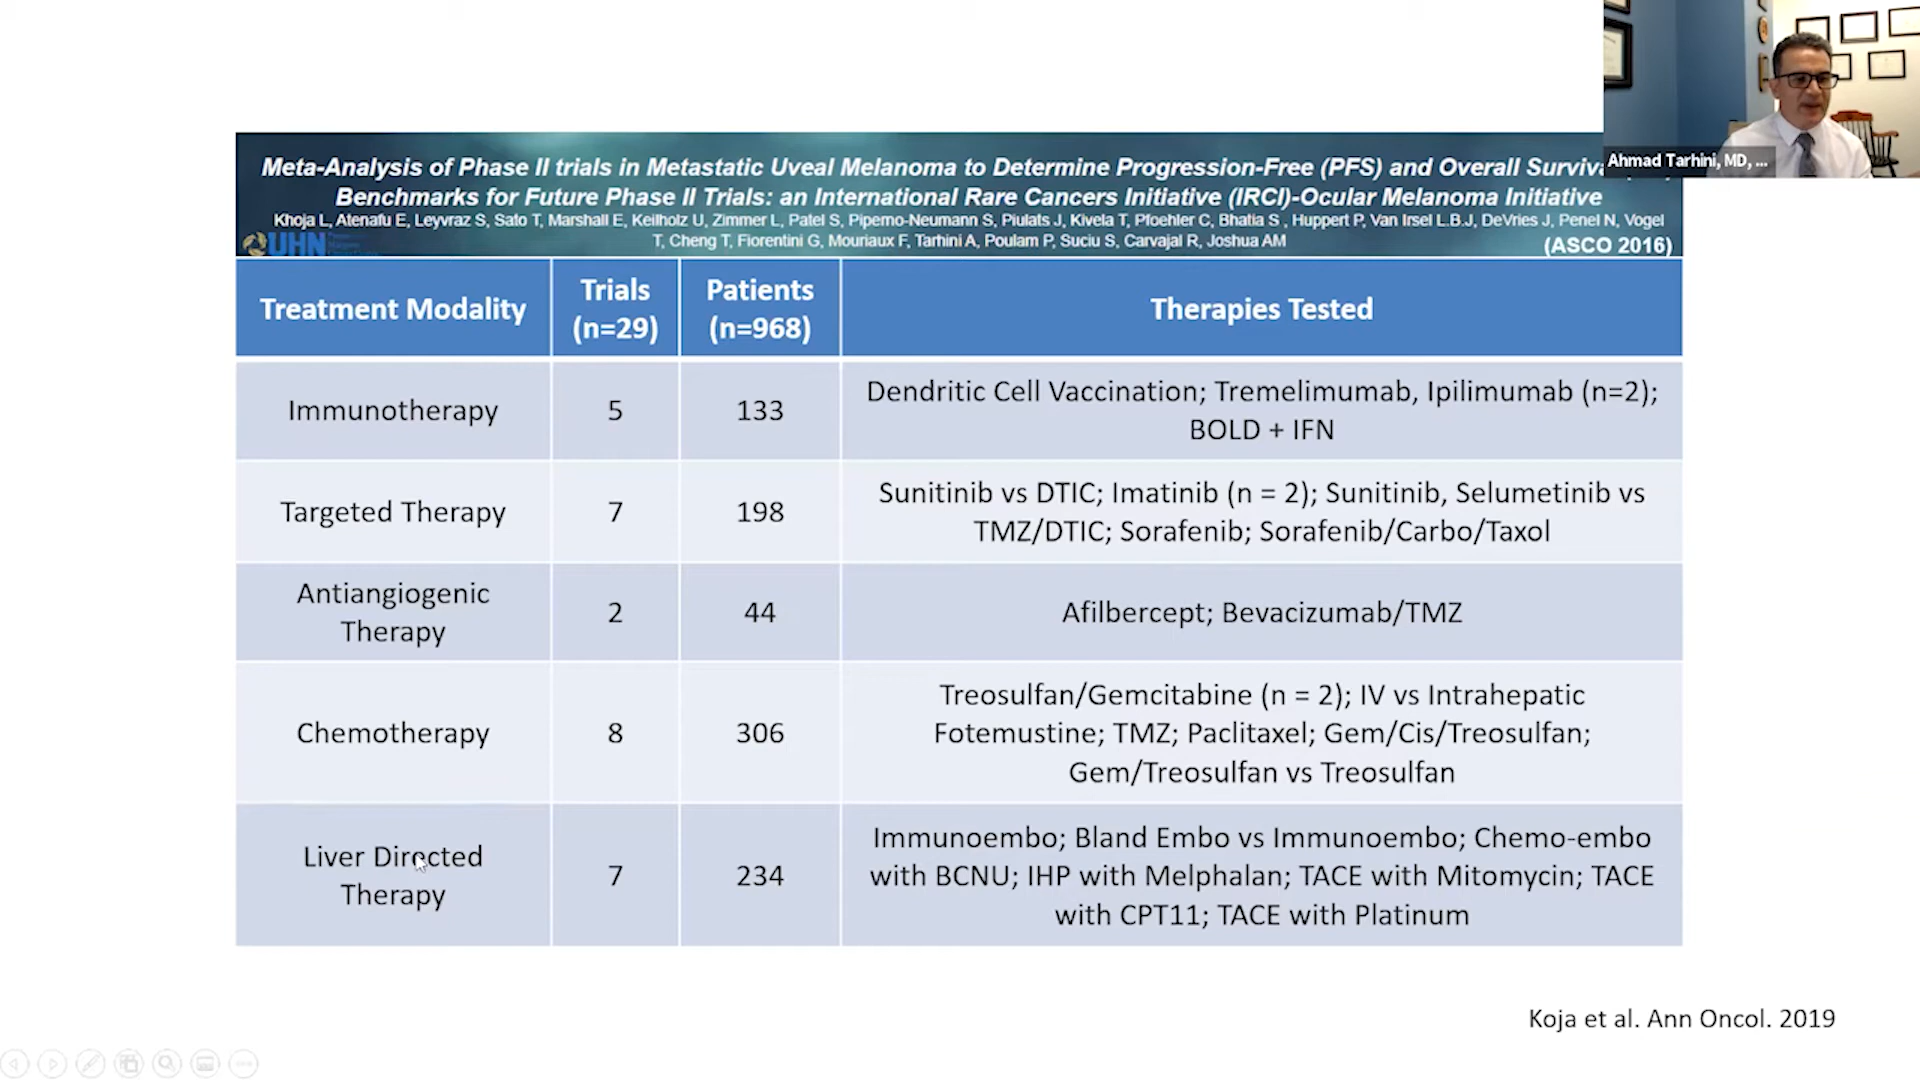 Ahmad Tarhini, MD, ...
Meta-Analysis of Phase II trials in Metastatic Uveal Melanoma to Determine Progression-Free (PFS) and Overall
Benchmarks for Future Phase II Trials: an International Rare Cancers Initiative (IRCI)-Ocular Melanoma Initiative
Khoja L, Atenafu E, Leyvraz S, Sato T, Marshall E, Keilholz U, Zimmer L, Patel S, Piperno-Neumann S, Piulats J, Kivela T, Pfoehler C, Bhatia S , Huppert P, Van Irsel L.B.J, DeVries J, Penel N, Vogel
T, Cheng T, Fiorentini G, Mouriaux F, Tarhini A, Poulam P, Suciu S, Carvajal R, Joshua AM
UHN
(ASCO 2016)
Treatment Modality
Trials
(n=29)
Patients
(n=968)
Therapies Tested
Immunotherapy
5
133
Dendritic Cell Vaccination; Tremelimumab, Ipilimumab (n=2);
BOLD + IFN
Targeted Therapy
7
198
Sunitinib vs DTIC; Imatinib (n = 2); Sunitinib, Selumetinib vs
TMZ/DTIC; Sorafenib; Sorafenib/Carbo/Taxol
Antiangiogenic
Therapy
2
44
Afilbercept; Bevacizumab/TMZ
Chemotherapy
8
306
Treosulfan/Gemcitabine (n = 2); IV vs Intrahepatic
Fotemustine; TMZ; Paclitaxel; Gem/Cis/Treosulfan;
Gem/Treosulfan vs Treosulfan
Liver Directed
Therapy
7
234
Immunoembo; Bland Embo vs Immunoembo; Chemo-embo
with BCNU; IHP with Melphalan; TACE with Mitomycin; TACE
with CPT11; TACE with Platinum
Koja et al. Ann Oncol. 2019